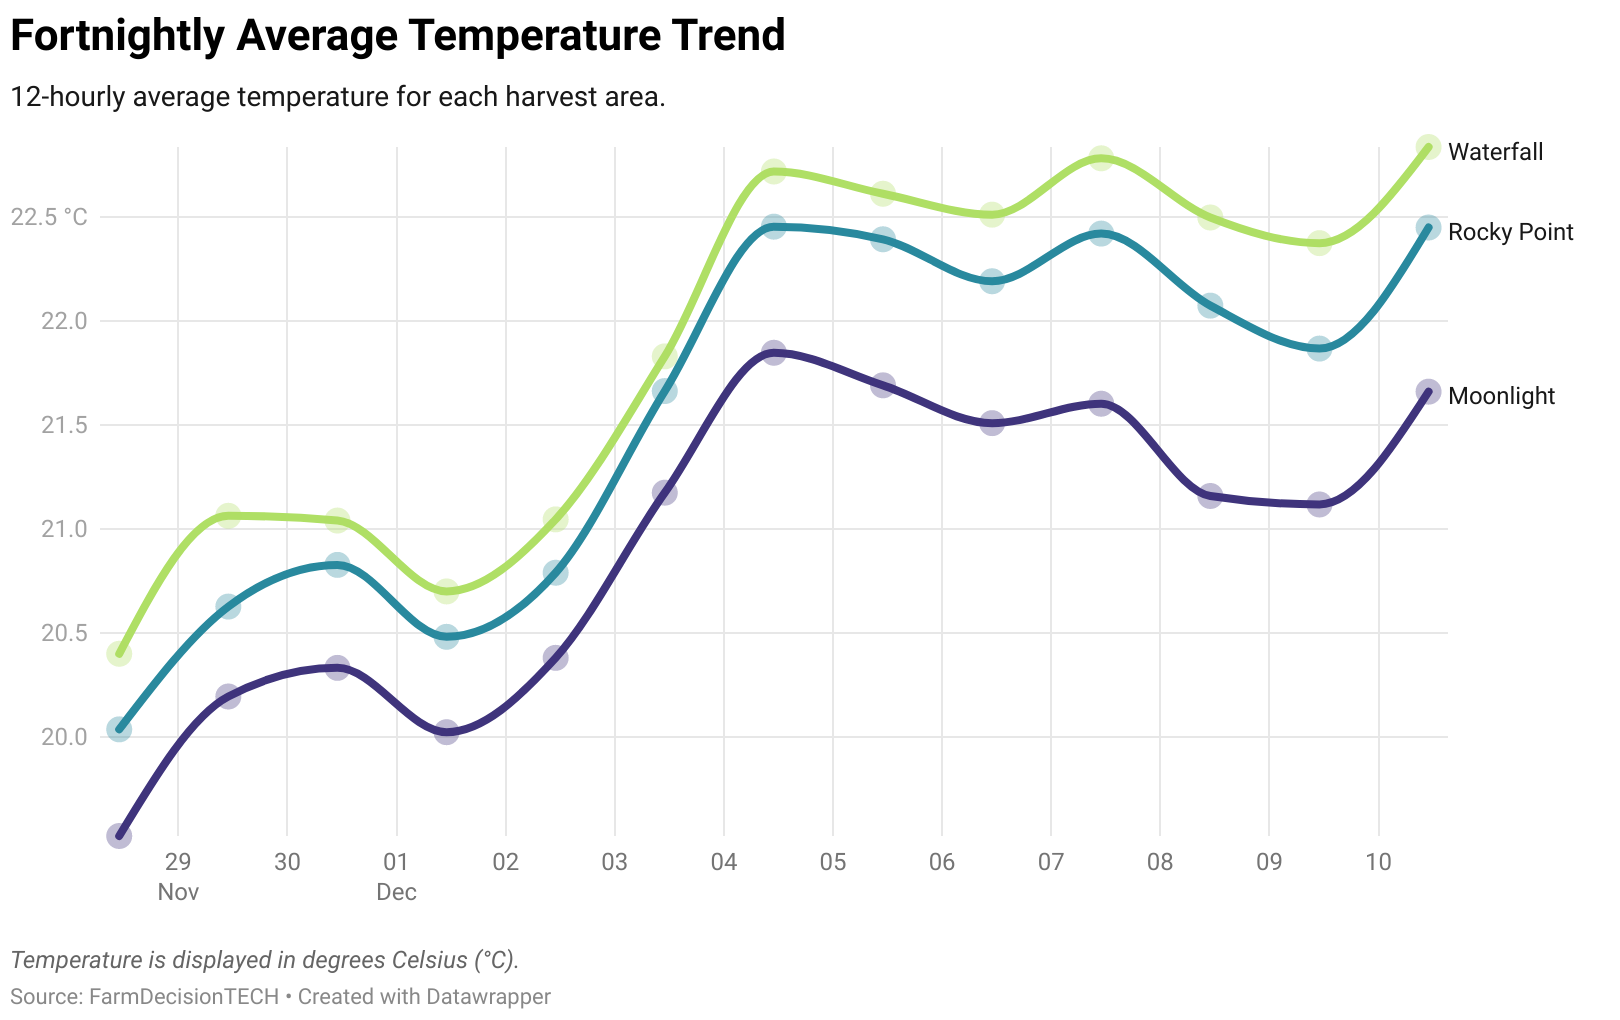 Fortnightly Average Temperature Trend
12-hourly average temperature for each harvest area.
Waterfall
22.5 °C
Rocky Point
22.0
Moonlight
21.5
21.0
20.5
20.0
29 30 01 02 03 04 05 06 07 08 09 10
Nov Dec
Temperature is displayed in degrees Celsius (°C).
Source: FarmDecisionTECH • Created with Datawrapper